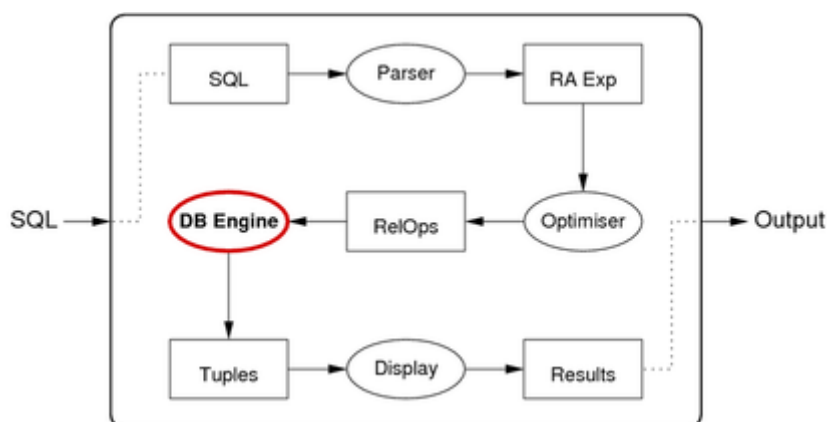 SQL
Parser
RA Exp
SQL
DB Engine
RelOps
Optimiser
Output
Tuples
Display
Results